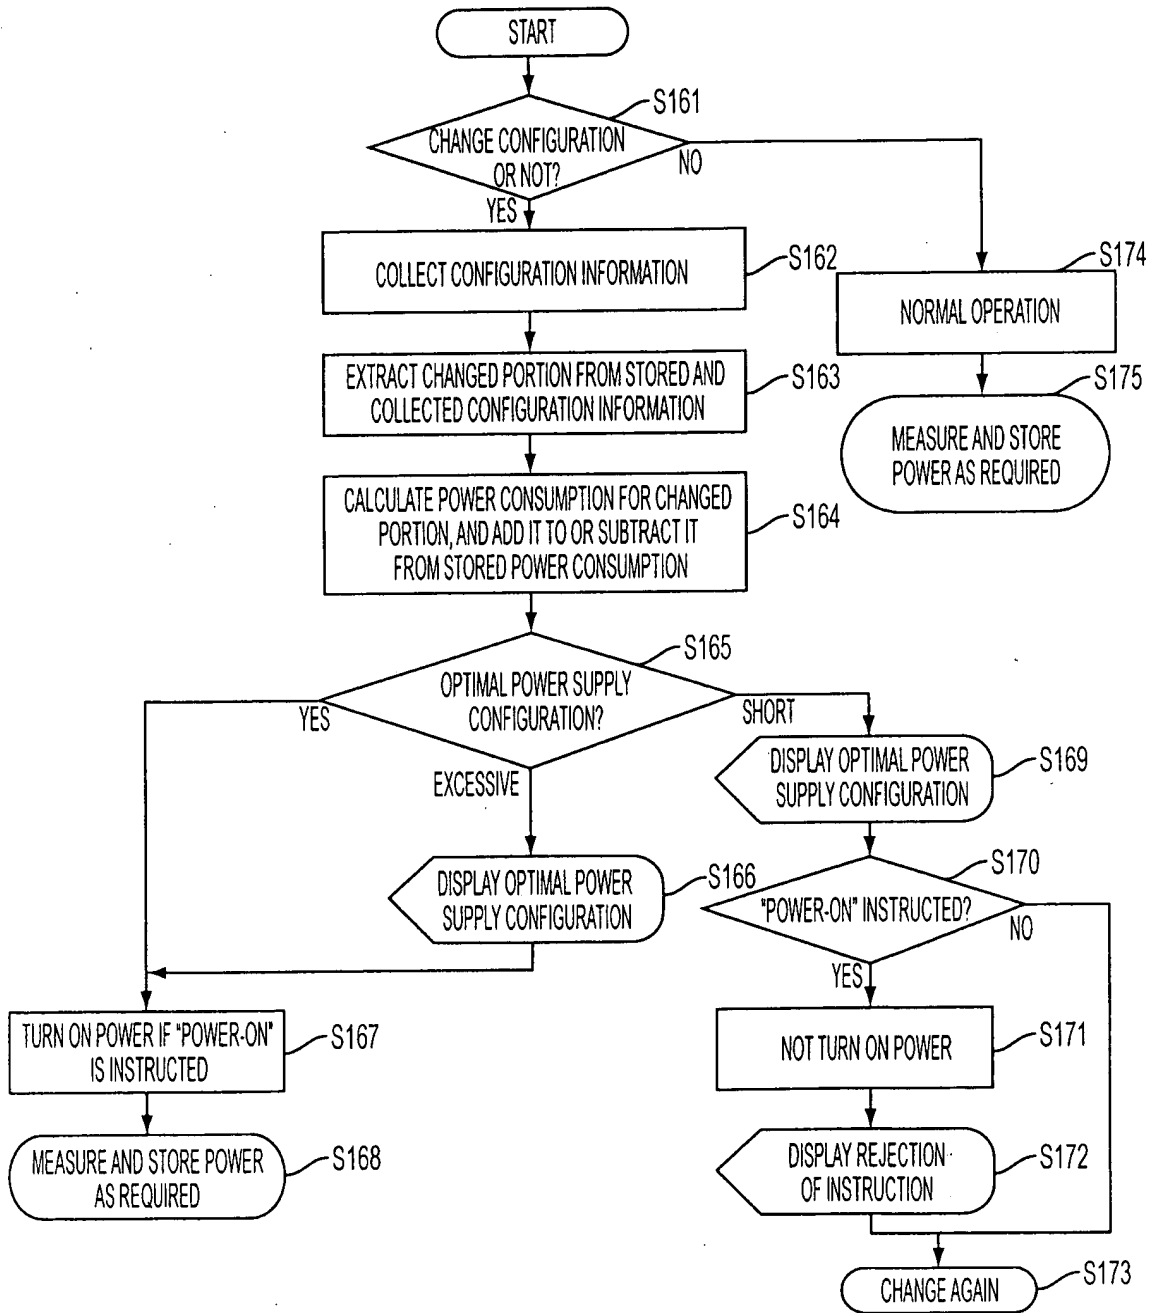 START
S161
CHANGE CONFIGURATION
OR NOT?
NO
YES
COLLECT CONFIGURATION INFORMATION
S162
S174
NORMAL OPERATION
EXTRACT CHANGED PORTION FROM STORED AND
COLLECTED CONFIGURATION INFORMATION
S163
S175
MEASURE AND STORE
POWER AS REQUIRED
CALCULATE POWER CONSUMPTION FOR CHANGED
PORTION, AND ADD IT TO OR SUBTRACT IT
FROM STORED POWER CONSUMPTION
S164
S165
OPTIMAL POWER SUPPLY
CONFIGURATION?
YES
SHORT
EXCESSIVE
DISPLAY OPTIMAL POWER
SUPPLY CONFIGURATION
S169
DISPLAY OPTIMAL POWER
SUPPLY CONFIGURATION
S166
S170
"POWER-ON" INSTRUCTED?
NO
YES
TURN ON POWER IF "POWER-ON"
IS INSTRUCTED
S167
NOT TURN ON POWER
S171
MEASURE AND STORE POWER
AS REQUIRED
S168
DISPLAY REJECTION
OF INSTRUCTION
S172
CHANGE AGAIN
S173